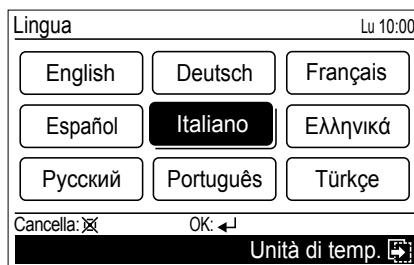 Lingua Lu 10:00
English Deutsch Français
Español Italiano Ελληνικά
Русский Português Türkçe
Cancella: OK:
Unità di temp.